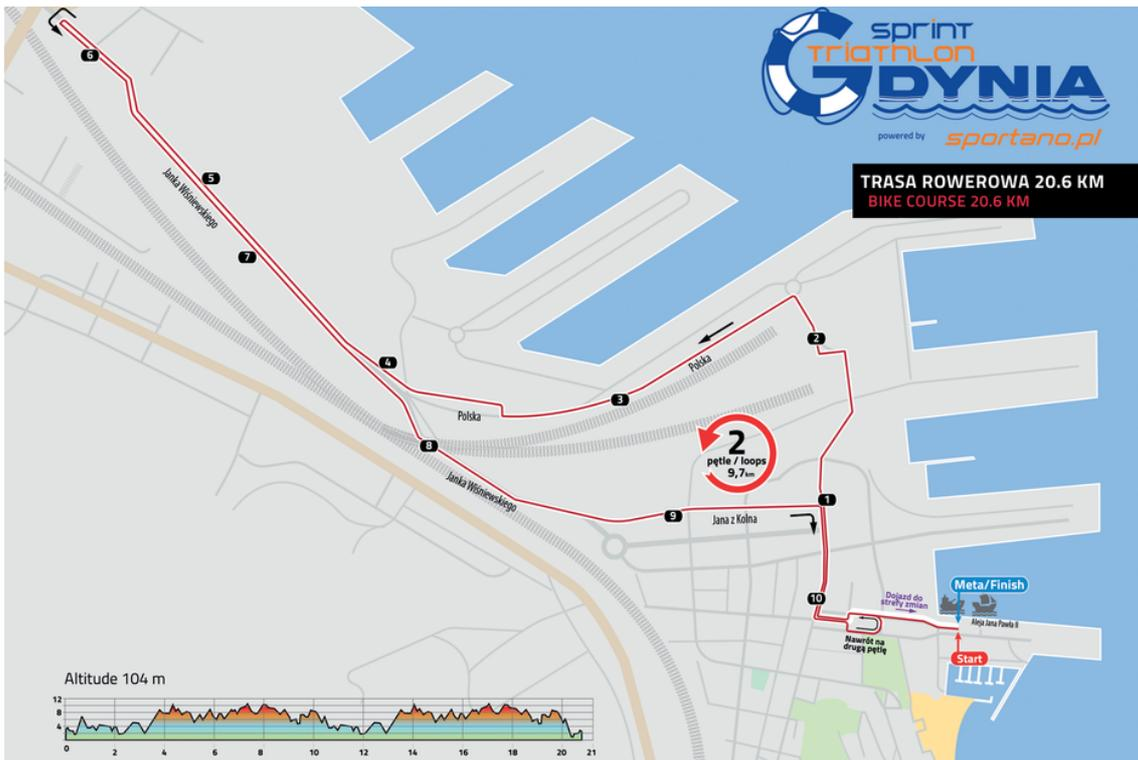 sprint
TRIATHLON
GDYNIA
powered by sportano.pl
TRASA ROWEROWA 20.6 KM
BIKE COURSE 20.6 KM
6
5
Janka Wiśniewskiego
7
2
4
Polska
3
Polska
2
pętle / loops
9,7km
8
Janka Wiśniewskiego
1
9
Jana z Kolna
Meta/Finish
10
Dojazd do
strefy zmian
Aleja Jana Pawła II
Nawrót na
drugą pętlę
Start
Altitude 104 m
12
8
4
0 2 4 6 8 10 12 14 16 18 20 21